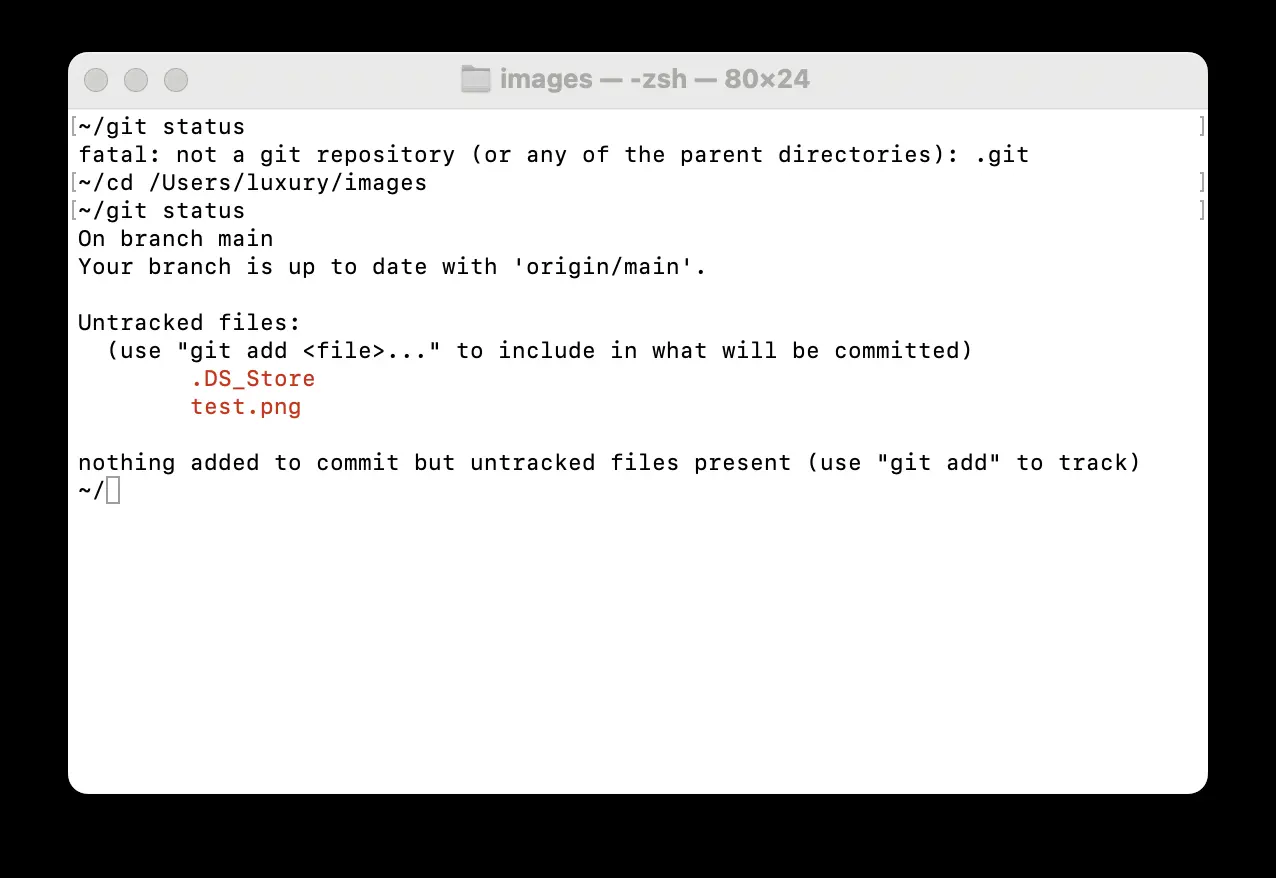 images — -zsh — 80×24
[~/git status ]
fatal: not a git repository (or any of the parent directories): .git
[~/cd /Users/luxury/images ]
[~/git status ]
On branch main
Your branch is up to date with 'origin/main'.
Untracked files:
(use "git add <file>..." to include in what will be committed)
.DS_Store
test.png
nothing added to commit but untracked files present (use "git add" to track)
~/